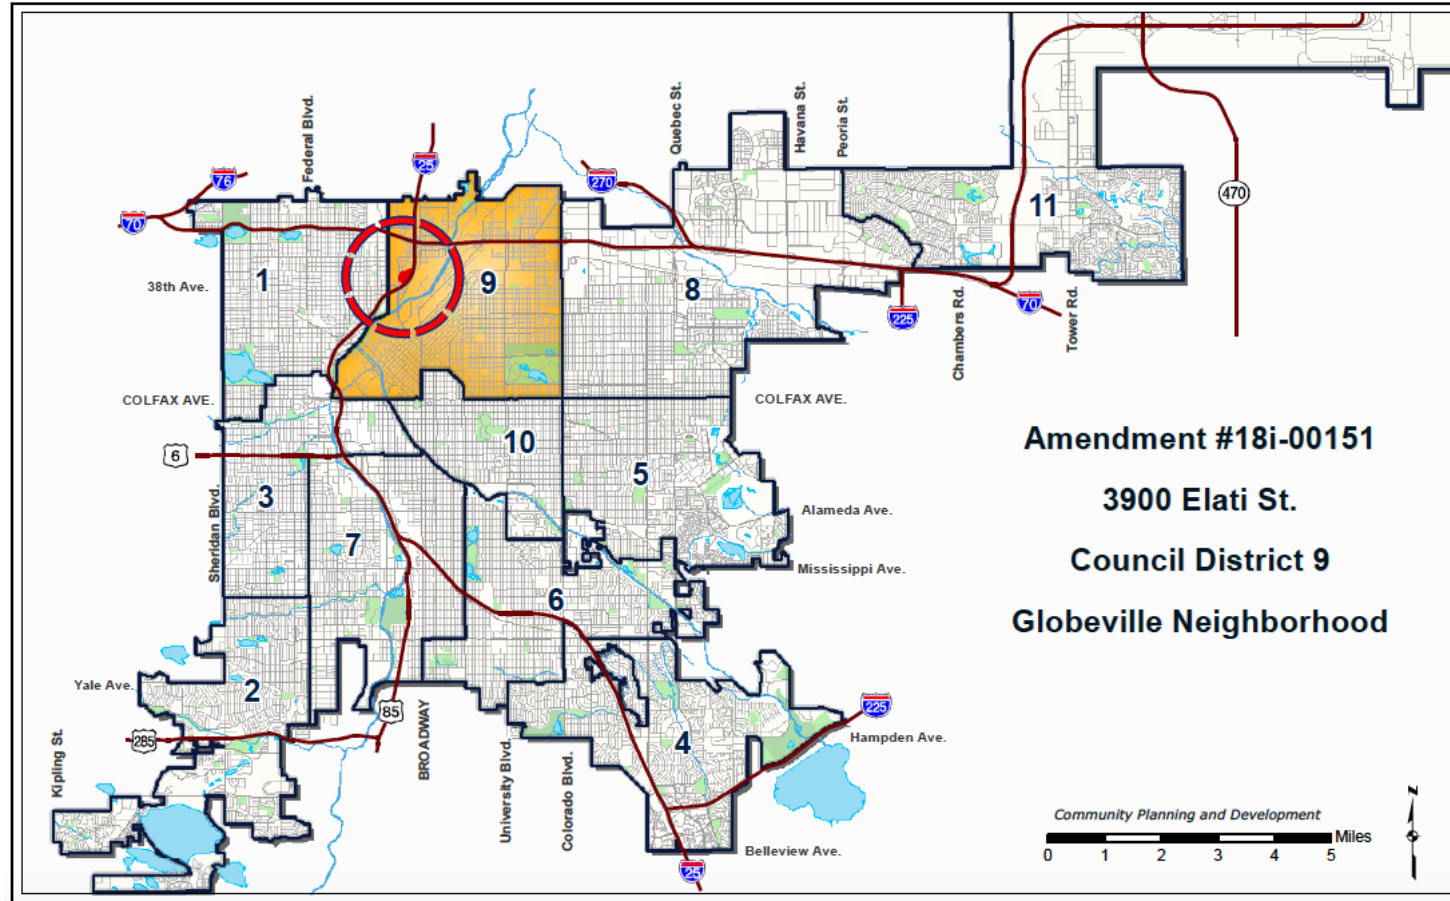 Federal Blvd.
Quebec St.
Havana St.
Peoria St.
76
25
270
70
470
11
1
9
8
38th Ave.
225
70
Chambers Rd.
Tower Rd.
COLFAX AVE.
COLFAX AVE.
6
10
5
3
7
Sheridan Blvd.
Alameda Ave.
Mississippi Ave.
6
Amendment #18i-00151
3900 Elati St.
Council District 9
Globeville Neighborhood
Yale Ave.
2
85
285
BROADWAY
Kipling St.
University Blvd.
Colorado Blvd.
4
225
Hampden Ave.
Belleview Ave.
25
Community Planning and Development
Miles
0 1 2 3 4 5
Z